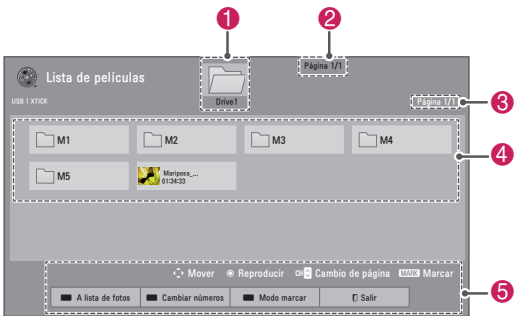 1
2
Página 1/1
Lista de películas
USB 1 XTICK
Drive1
Página 1/1
3
M1
M2
M3
M4
4
M5
Mariposa_...
01:34:33
Mover
Reproducir
CH Cambio de página
MARK Marcar
5
A lista de fotos
Cambiar números
Modo marcar
Salir